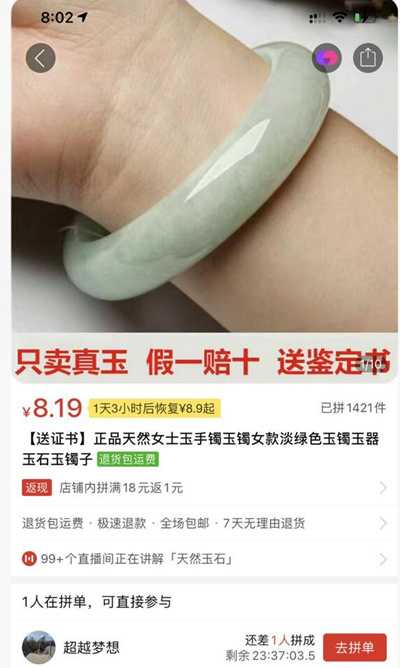 8:02
只卖真玉 假一赔十 送鉴定书
1/10
¥8.19 1天3小时后恢复¥8.9起 已拼1421件
【送证书】正品天然女士玉手镯玉镯女款淡绿色玉镯玉器
玉石玉镯子 退货包运费
返现 店铺内拼满18元返1元
退货包运费 · 极速退款 · 全场包邮 · 7天无理由退货
99+个直播间正在讲解「天然玉石」
1人在拼单，可直接参与
超越梦想
还差1人拼成
剩余23:37:03.5
去拼单